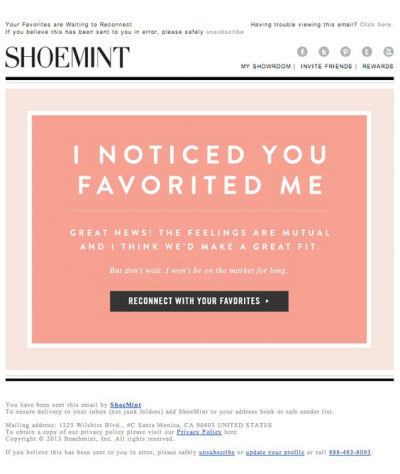 Your Favorites are Waiting to Reconnect
Having trouble viewing this email? Click here.
If you believe this has been sent to you in error, please safely unsubscribe
SHOEMINT
MY SHOWROOM | INVITE FRIENDS | REWARDS
I NOTICED YOU
FAVORITED ME
GREAT NEWS! THE FEELINGS ARE MUTUAL
AND I THINK WE'D MAKE A GREAT FIT.
But don't wait. I won't be on the market for long.
RECONNECT WITH YOUR FAVORITES ▸
You have been sent this email by ShoeMint
To ensure delivery to your inbox (not junk folders) add ShoeMint to your address book or safe sender list.
Mailing address: 1223 Wilshire Blvd., #C Santa Monica, CA 90403 UNITED STATES
To obtain a copy of our privacy policy please visit our Privacy Policy here.
Copyright © 2013 Beachmint, Inc. All rights reserved.
If you believe this has been sent to you in error, please safely unsubscribe or update your profile or call 888-483-8093.